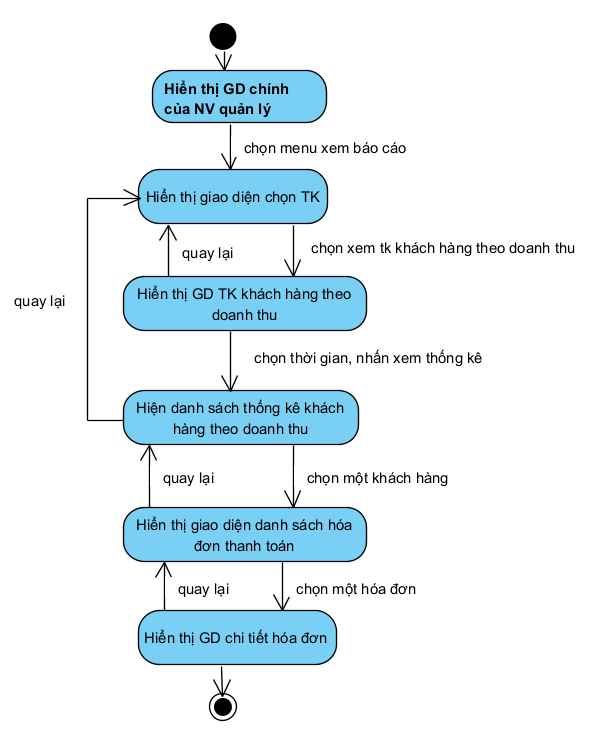 Hiển thị GD chính
của NV quản lý
chọn menu xem báo cáo
Hiển thị giao diện chọn TK
quay lại
chọn xem tk khách hàng theo doanh thu
quay lại
Hiển thị GD TK khách hàng theo
doanh thu
chọn thời gian, nhấn xem thống kê
Hiện danh sách thống kê khách
hàng theo doanh thu
quay lại
chọn một khách hàng
Hiển thị giao diện danh sách hóa
đơn thanh toán
quay lại
chọn một hóa đơn
Hiển thị GD chi tiết hóa đơn